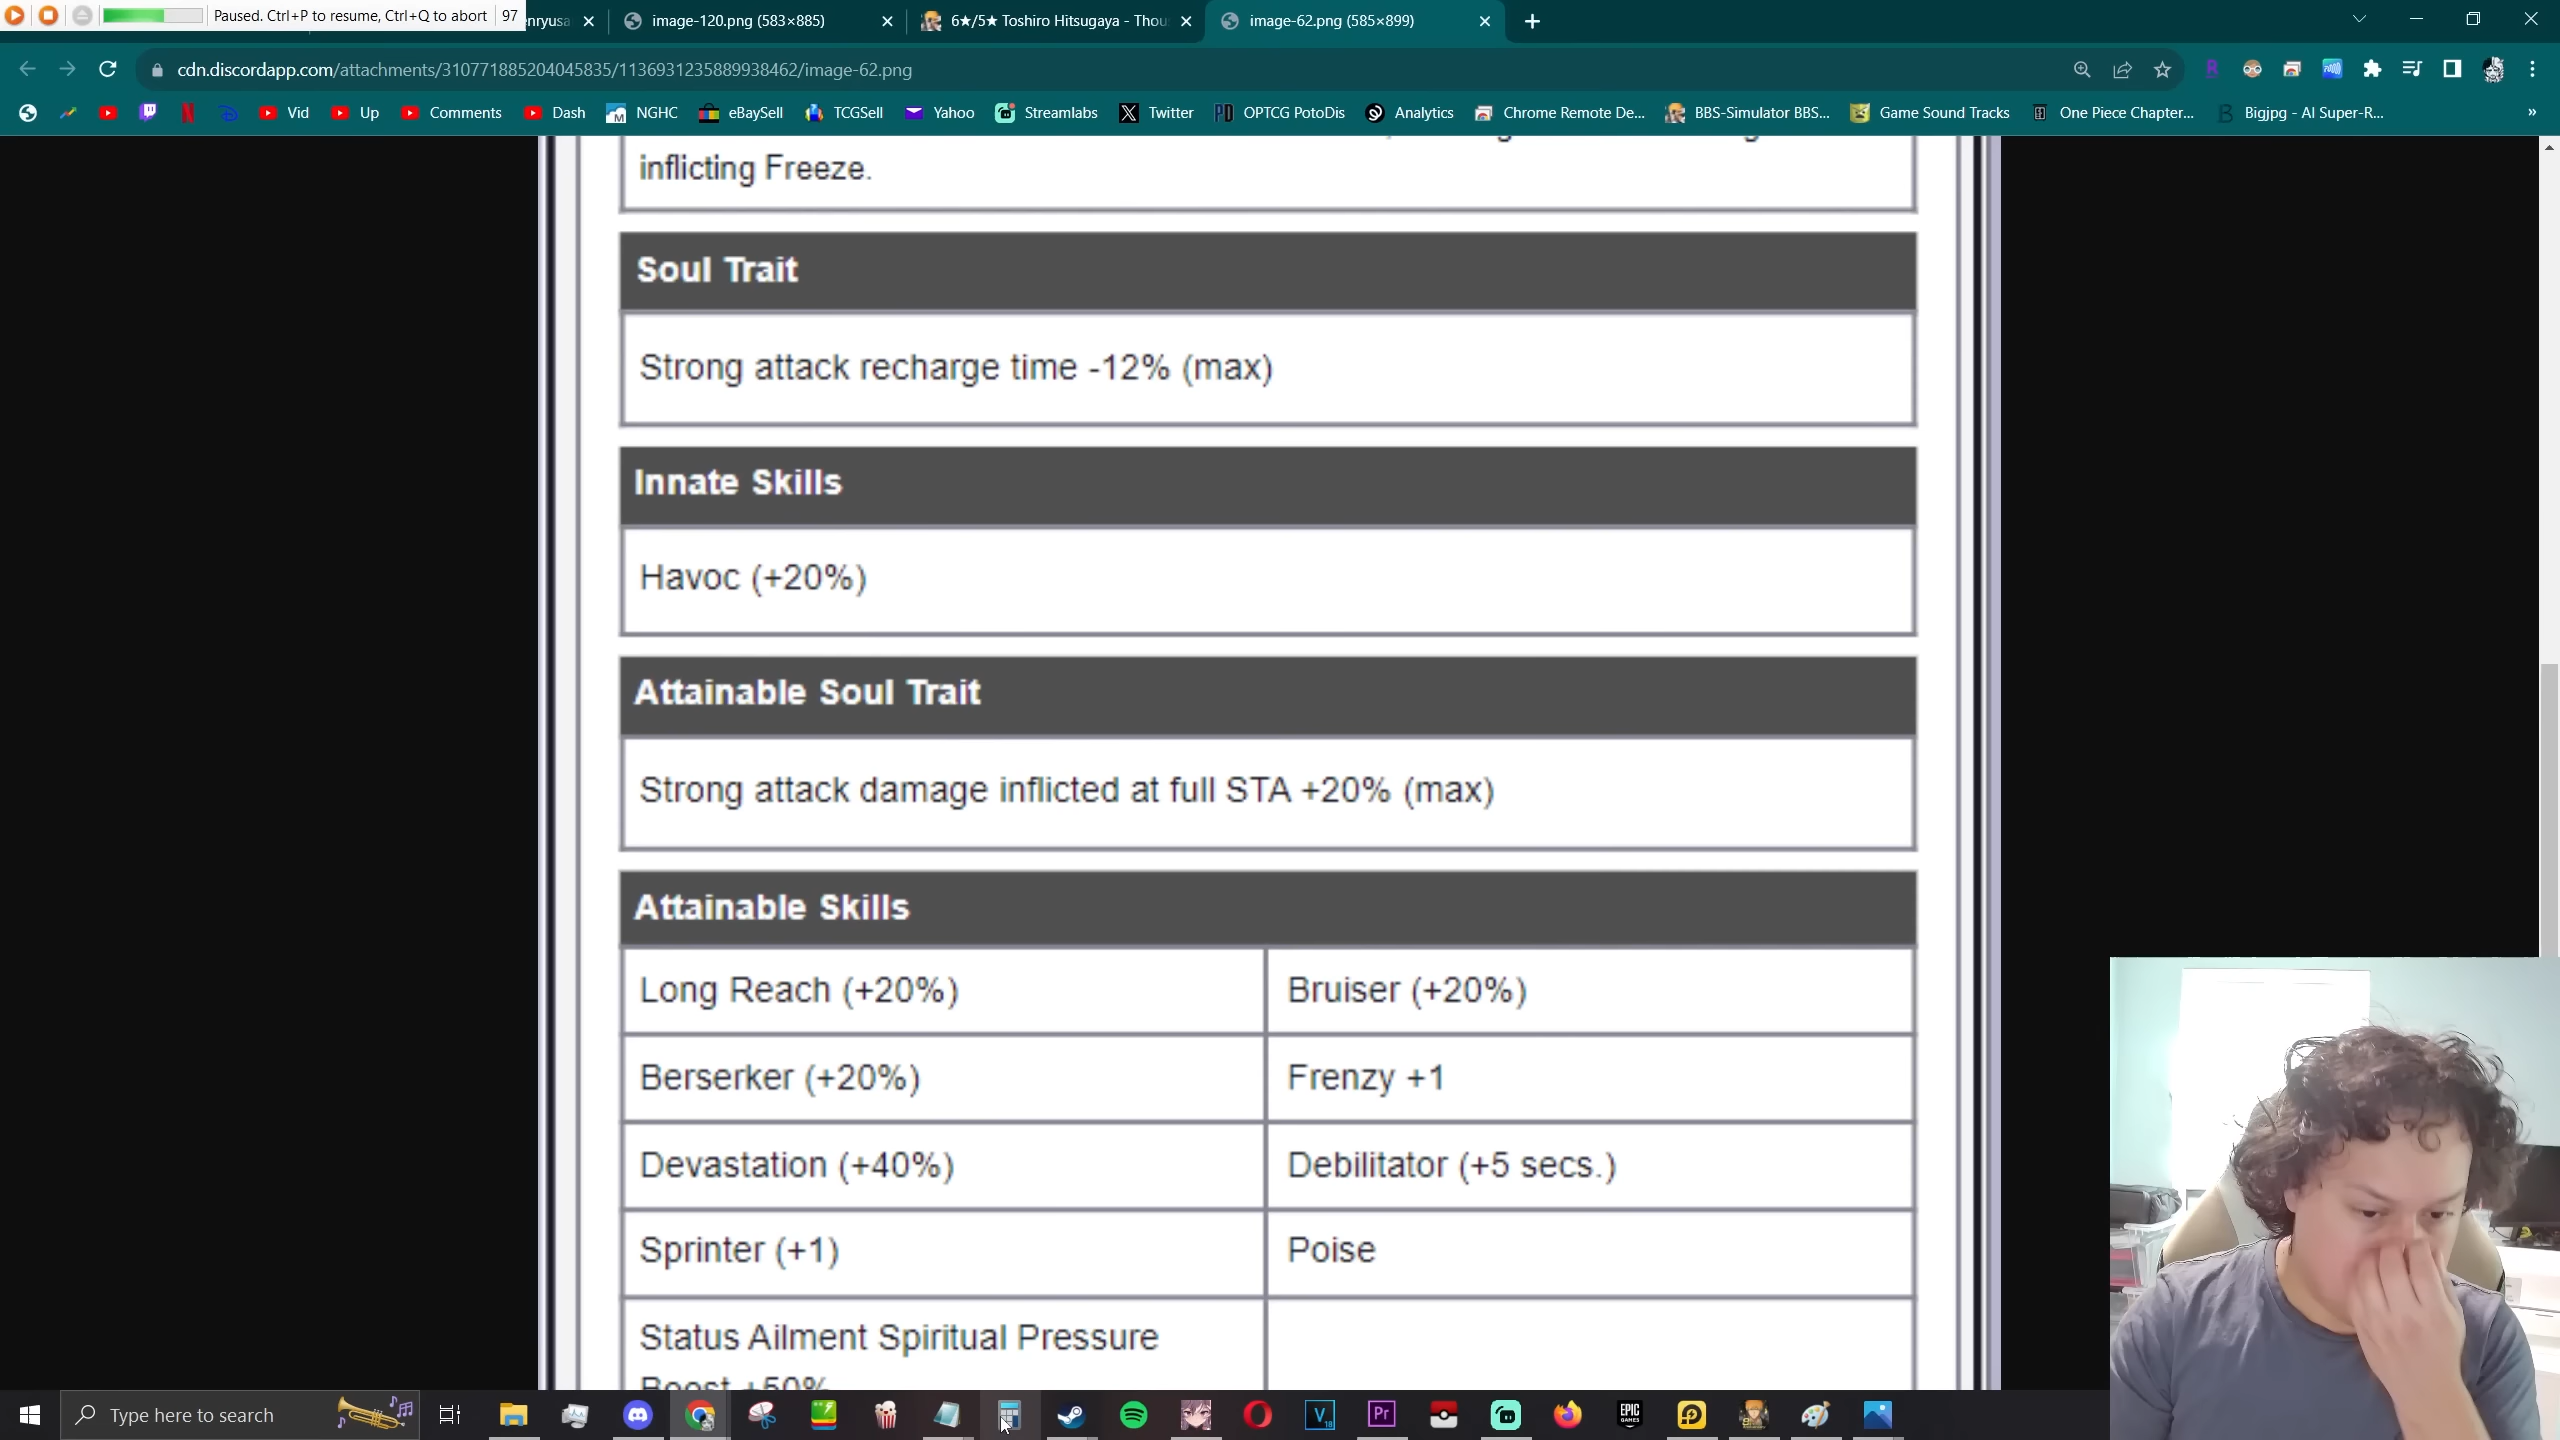 Paused. Ctrl+P to resume, Ctrl+Q to abort 97
enryusa
image-120.png (583×885)
6★/5★ Toshiro Hitsugaya - Thou
image-62.png (585×899)
cdn.discordapp.com/attachments/310771885204045835/1136931235889938462/image-62.png
Vid
Up
Comments
Dash
NGHC
eBaySell
TCGSell
Yahoo
Streamlabs
Twitter
OPTCG PotoDis
Analytics
Chrome Remote De...
BBS-Simulator BBS...
Game Sound Tracks
One Piece Chapter...
Bigjpg - AI Super-R...
inflicting Freeze.
Soul Trait
Strong attack recharge time -12% (max)
Innate Skills
Havoc (+20%)
Attainable Soul Trait
Strong attack damage inflicted at full STA +20% (max)
Attainable Skills
Long Reach (+20%)
Bruiser (+20%)
Berserker (+20%)
Frenzy +1
Devastation (+40%)
Debilitator (+5 secs.)
Sprinter (+1)
Poise
Status Ailment Spiritual Pressure
Boost +50%
Type here to search